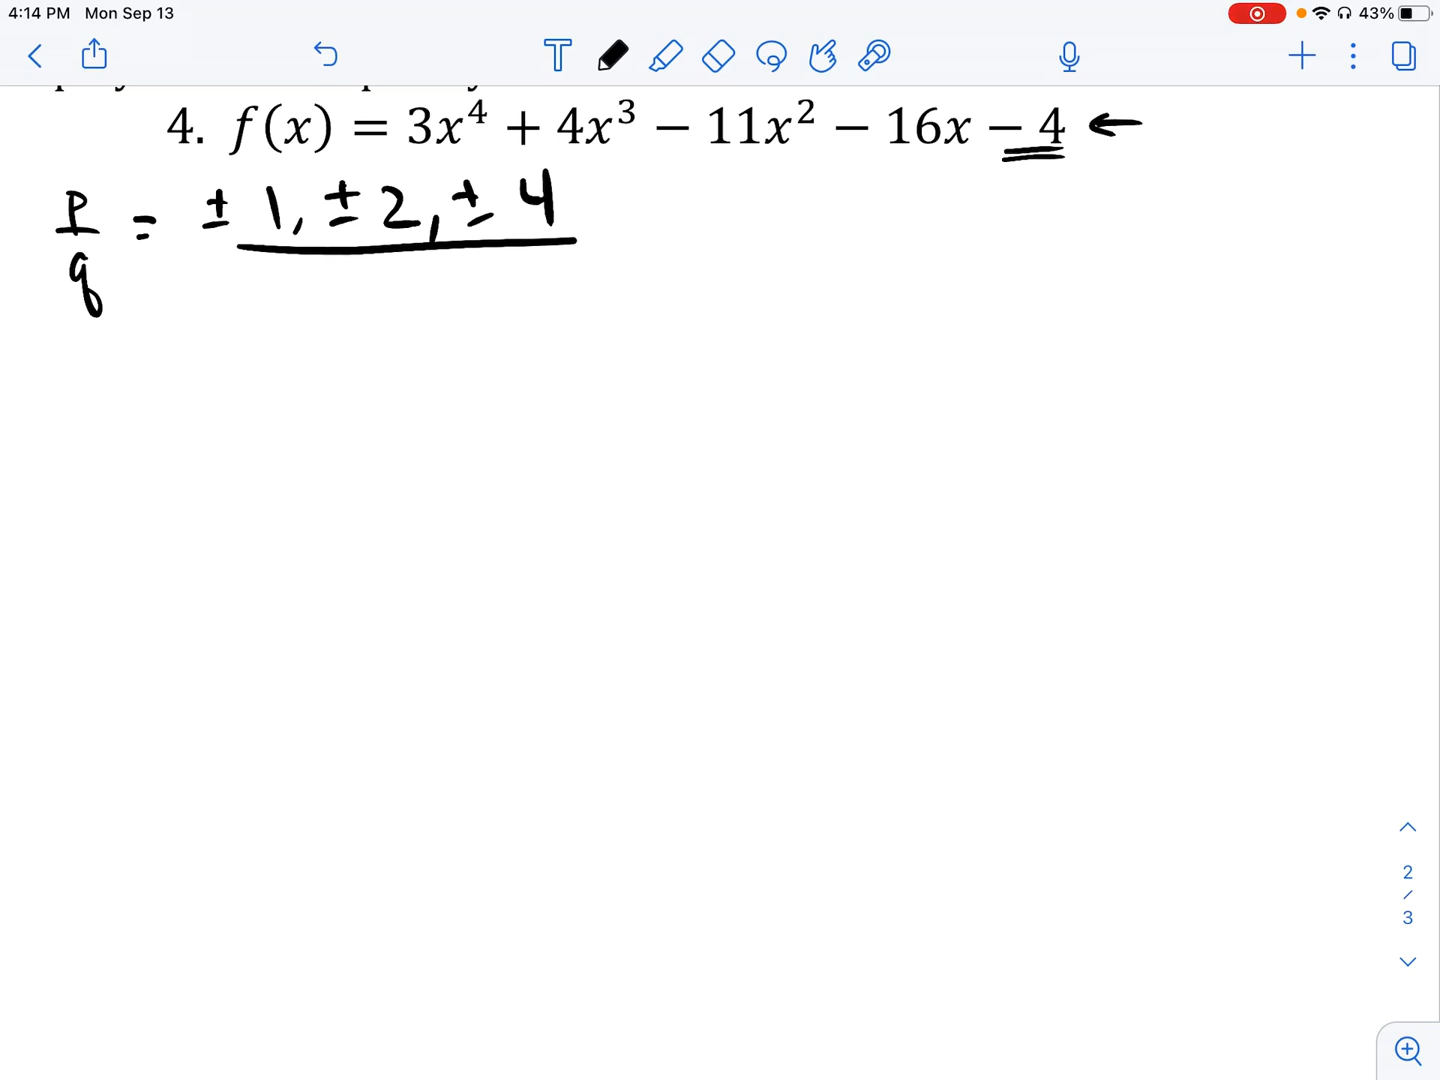 4:14 PM Mon Sep 13
43%
T
4. f(x) = 3x⁴ + 4x³ − 11x² − 16x − 4 ←
p/q = ± 1, ± 2, ± 4
2
/
3